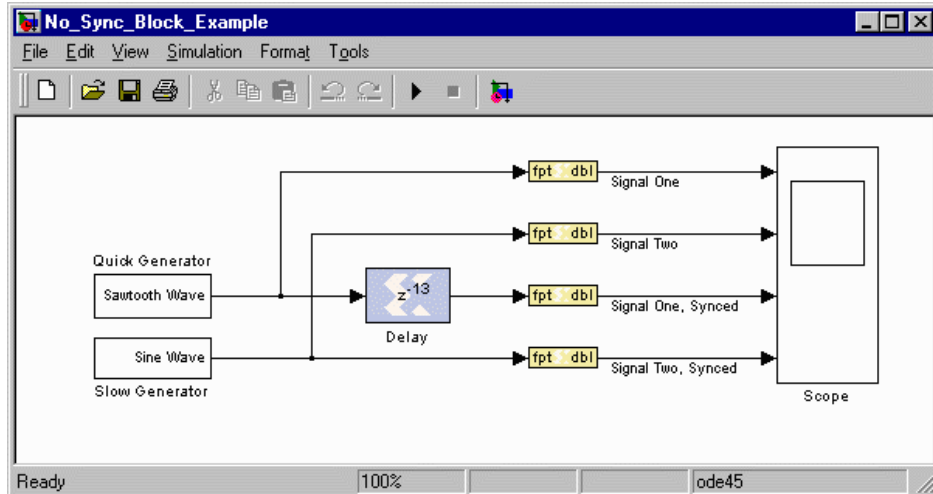 No_Sync_Block_Example
File Edit View Simulation Format Tools
fpt dbl
Signal One
fpt dbl
Signal Two
Quick Generator
Sawtooth Wave
z-13
Delay
fpt dbl
Signal One, Synced
Sine Wave
Slow Generator
fpt dbl
Signal Two, Synced
Scope
Ready 100% ode45